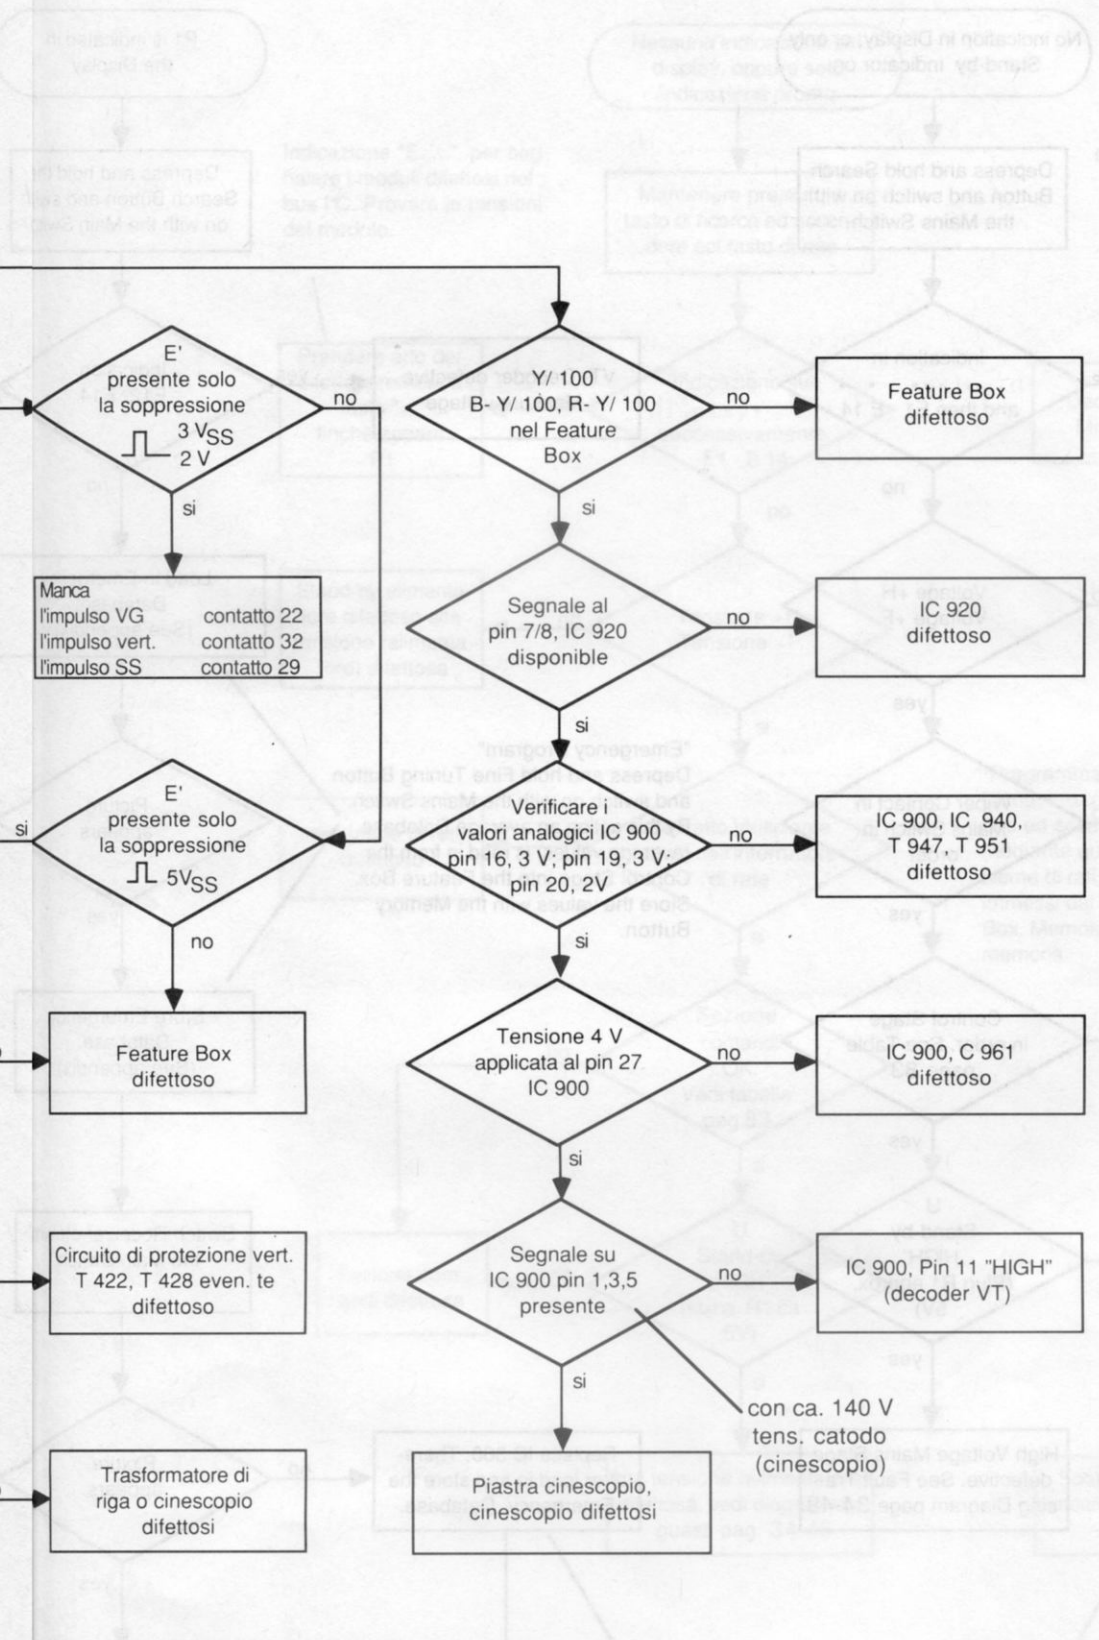 E'
presente solo
la soppressione
3 VSS
2 V
no
si
Manca
l'impulso VG contatto 22
l'impulso vert. contatto 32
l'impulso SS contatto 29
si
E'
presente solo
la soppressione
5VSS
no
Feature Box
difettoso
Circuito di protezione vert.
T 422, T 428 even. te
difettoso
Trasformatore di
riga o cinescopio
difettosi
Y/ 100
B- Y/ 100, R- Y/ 100
nel Feature
Box
no
Feature Box
difettoso
si
Segnale al
pin 7/8, IC 920
disponible
no
IC 920
difettoso
si
Verificare
valori analogici IC 900
pin 16, 3 V; pin 19, 3 V;
pin 20, 2V
no
IC 900, IC 940,
T 947, T 951
difettoso
si
Tensione 4 V
applicata al pin 27
IC 900
no
IC 900, C 961
difettoso
si
Segnale su
IC 900 pin 1,3,5
presente
no
IC 900, Pin 11 "HIGH"
(decoder VT)
si
con ca. 140 V
tens. catodo
(cinescopio)
Piastra cinescopio,
cinescopio difettosi